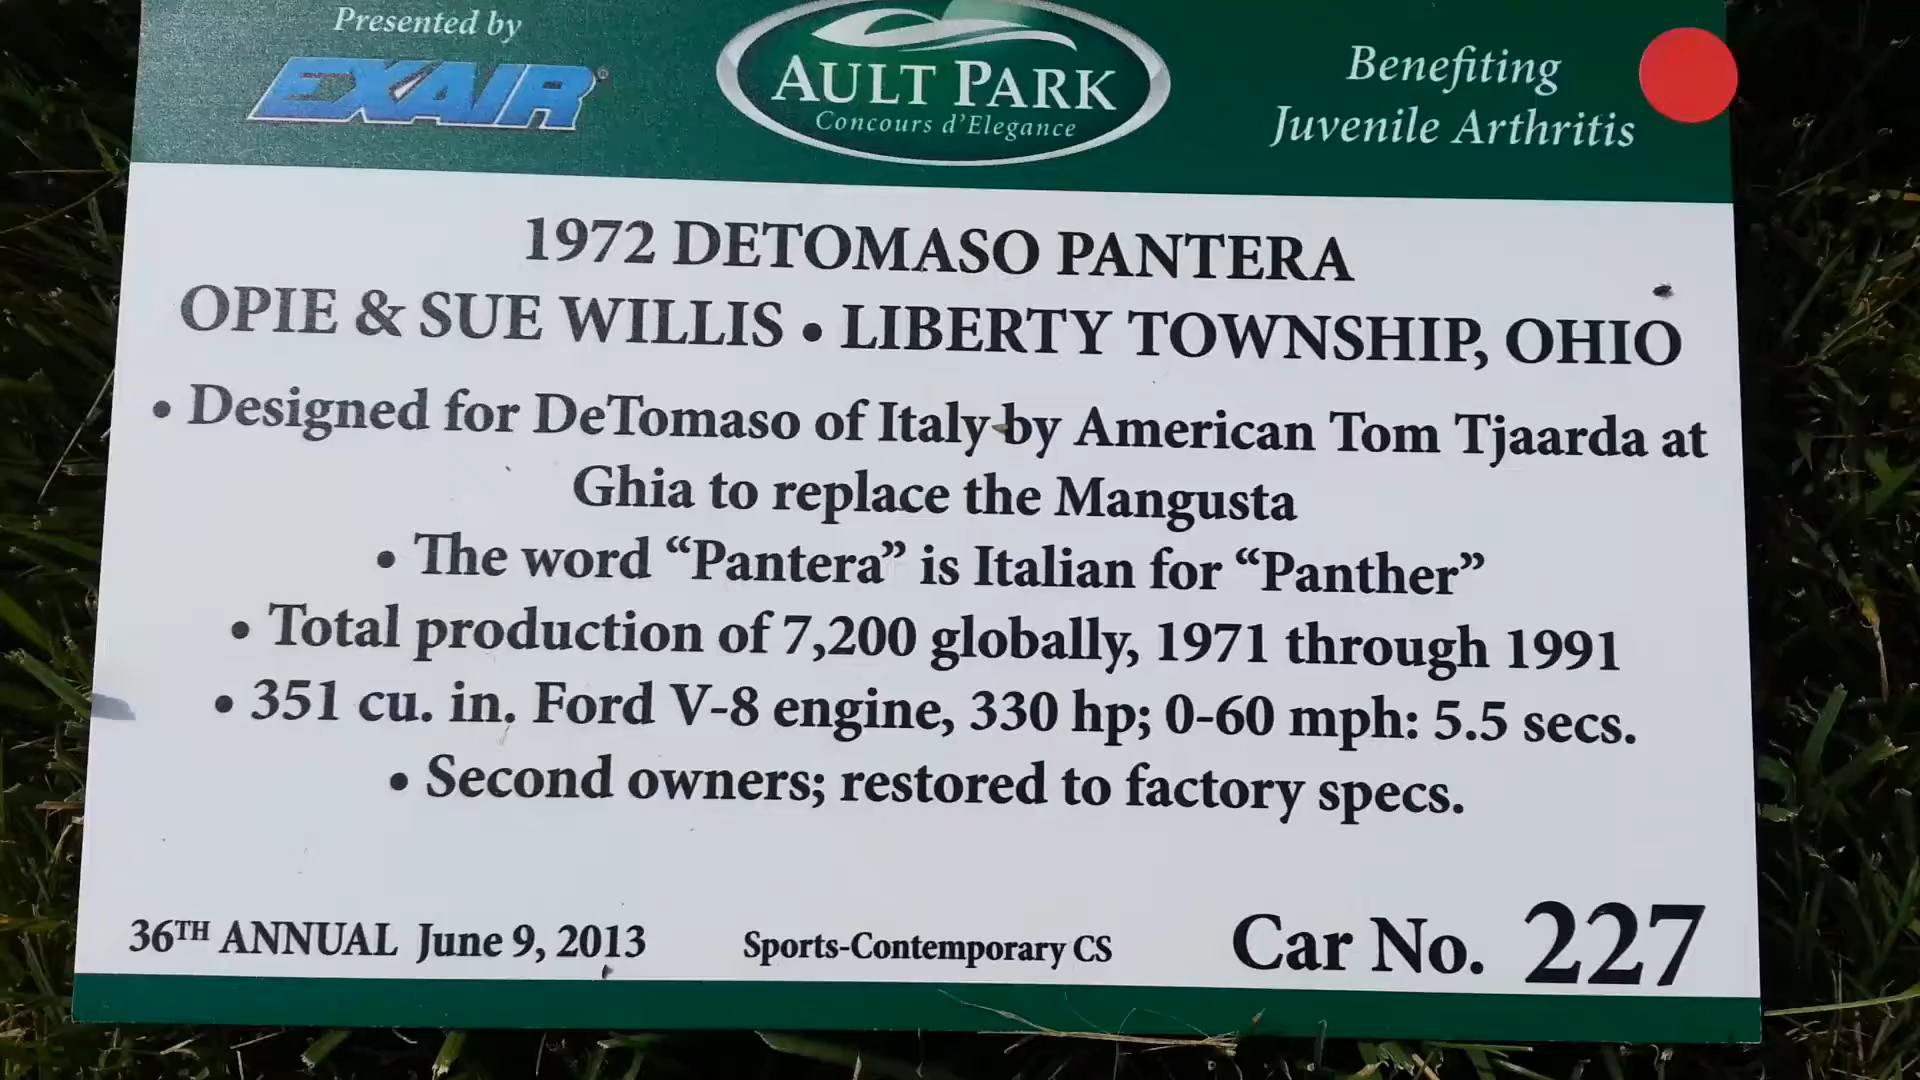 Presented by
EXAIR®
AULT PARK
Concours d'Elegance
Benefiting
Juvenile Arthritis
1972 DETOMASO PANTERA
OPIE & SUE WILLIS • LIBERTY TOWNSHIP, OHIO
• Designed for DeTomaso of Italy by American Tom Tjaarda at
Ghia to replace the Mangusta
• The word “Pantera” is Italian for “Panther”
• Total production of 7,200 globally, 1971 through 1991
• 351 cu. in. Ford V-8 engine, 330 hp; 0-60 mph: 5.5 secs.
• Second owners; restored to factory specs.
36TH ANNUAL June 9, 2013
Sports-Contemporary CS
Car No. 227